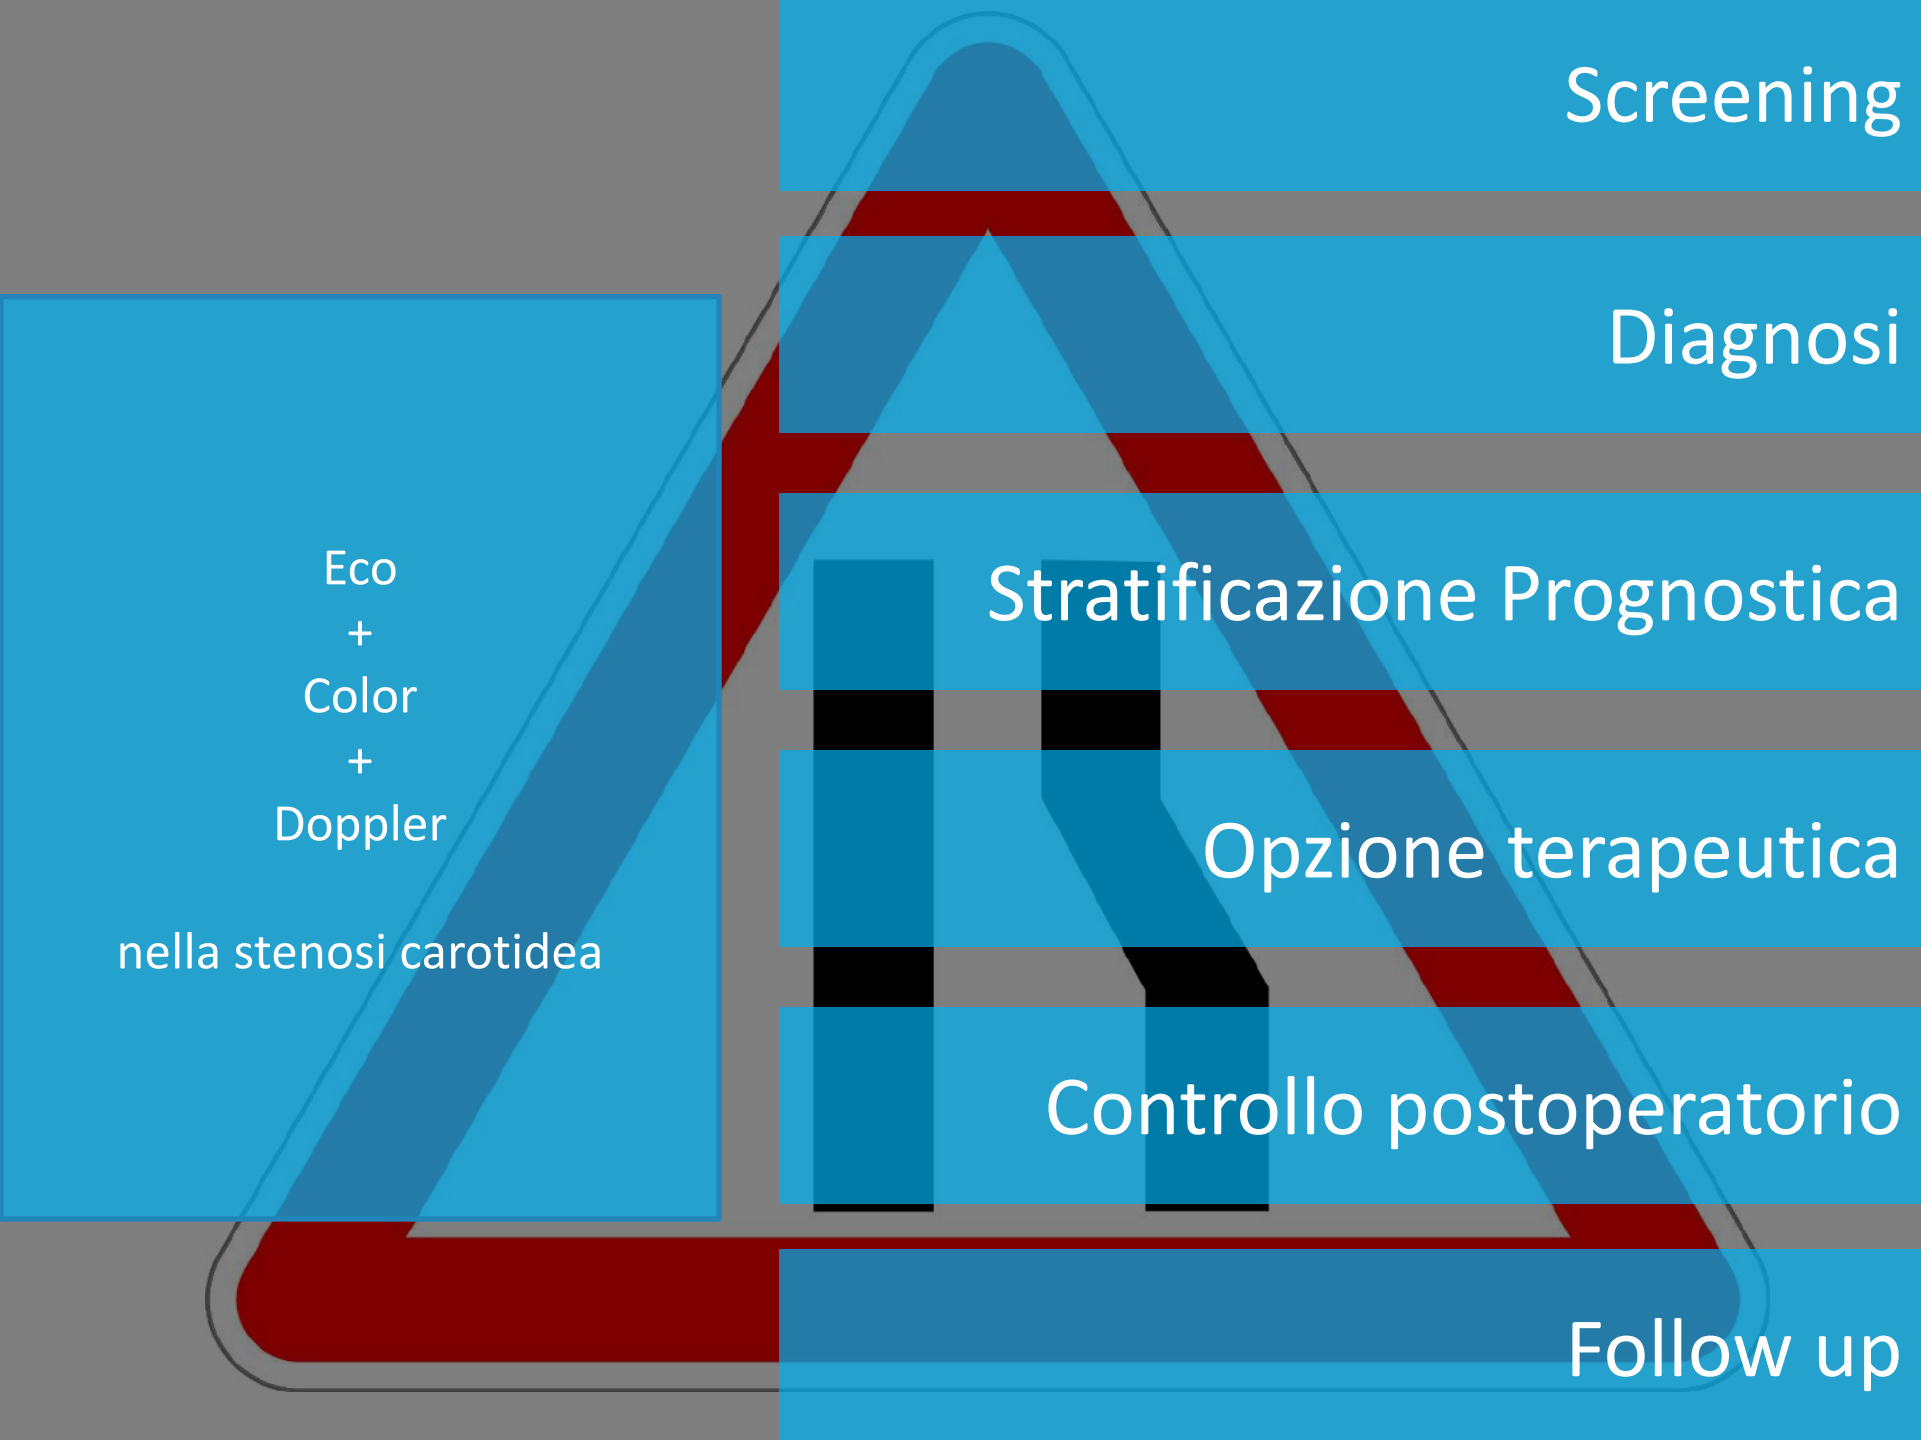 Eco
+
Color
+
Doppler
nella stenosi carotidea
Screening
Diagnosi
Stratificazione Prognostica
Opzione terapeutica
Controllo postoperatorio
Follow up